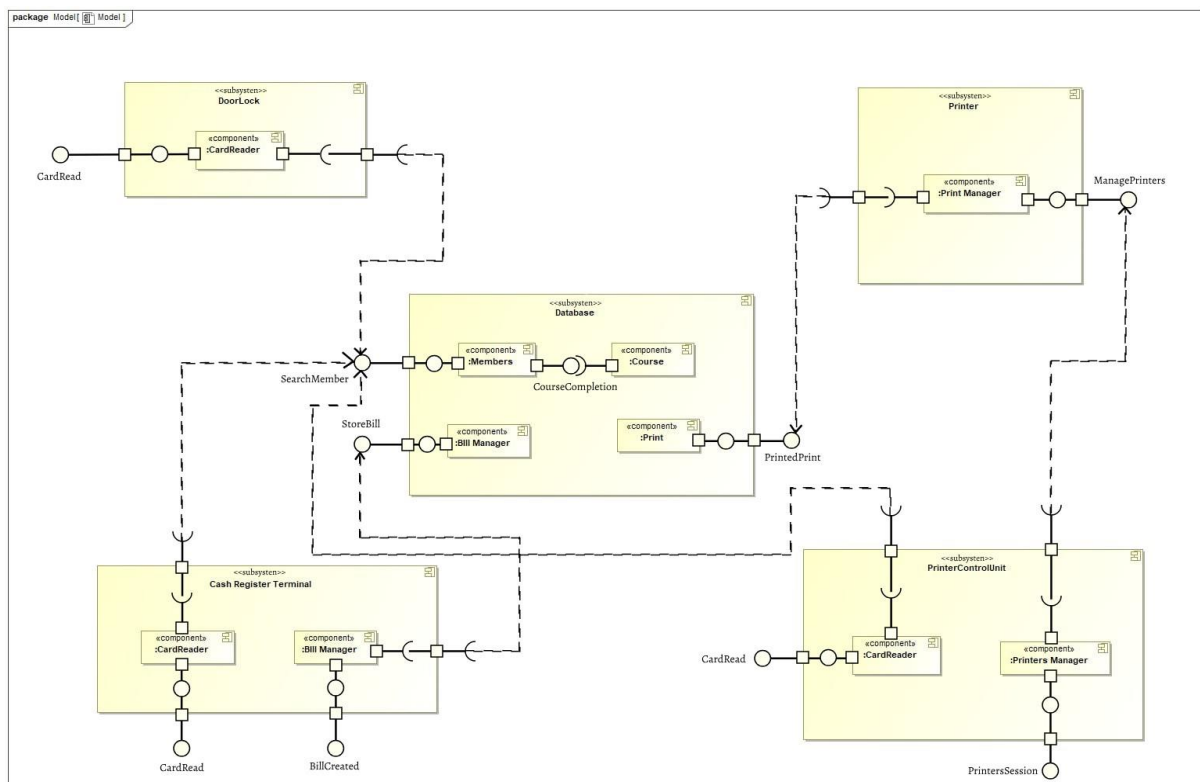 package Model [ Model ]
<<subsysten>>
DoorLock
«component»
:CardReader
CardRead
<<subsysten>>
Printer
«component»
:Print Manager
ManagePrinters
<<subsysten>>
Database
«component»
:Members
«component»
:Course
CourseCompletion
SearchMember
StoreBill
«component»
:BIll Manager
«component»
:Print
PrintedPrint
<<subsysten>>
Cash Register Terminal
«component»
:CardReader
«component»
:BIll Manager
CardRead
BillCreated
<<subsysten>>
PrinterControlUnit
«component»
:CardReader
CardRead
«component»
:Printers Manager
PrintersSession